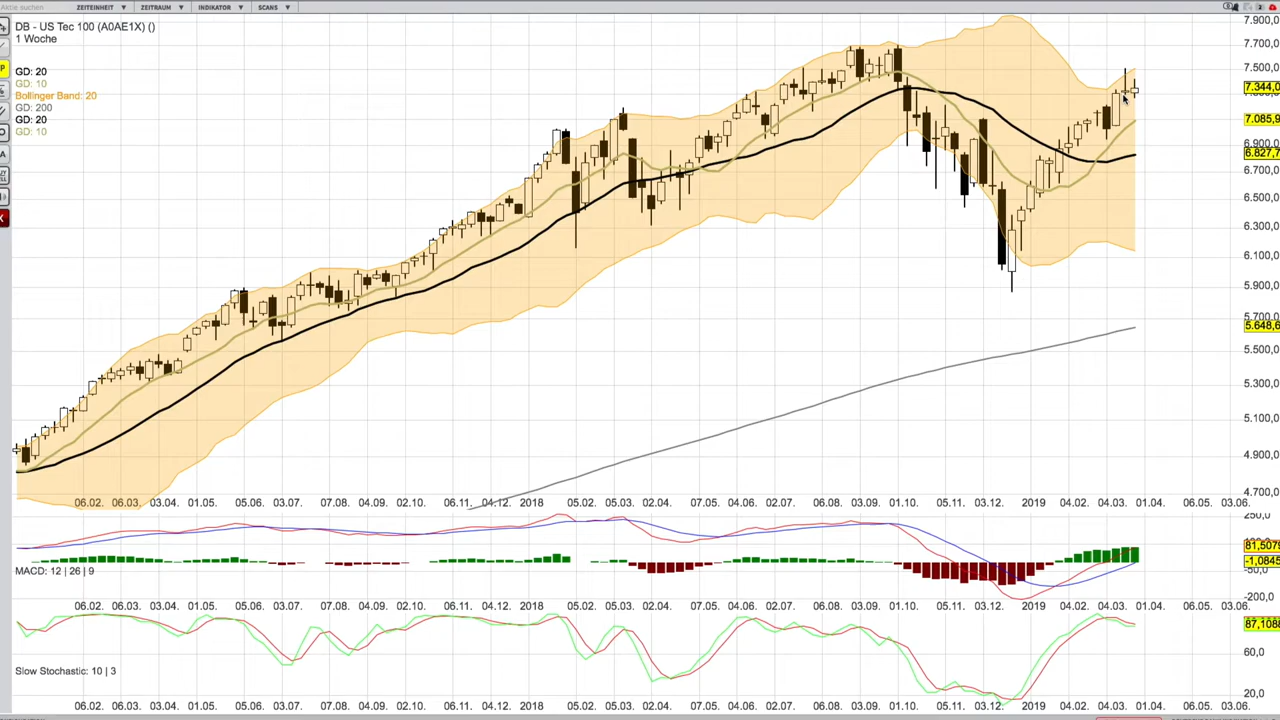 Aktie suchen ZEITEINHEIT ▼ ZEITRAUM ▼ INDIKATOR ▼ SCANS ▼
DB - US Tec 100 (A0AE1X) ()
1 Woche
GD: 20
GD: 10
Bollinger Band: 20
GD: 200
GD: 20
GD: 10
7.900,0
7.700,0
7.500,0
7.344,0
7.085,9
6.900,0
6.827,7
6.700,0
6.500,0
6.300,0
6.100,0
5.900,0
5.700,0
5.648,6
5.500,0
5.300,0
5.100,0
4.900,0
4.700,0
06.02. 06.03. 03.04. 01.05. 05.06. 03.07. 07.08. 04.09. 02.10. 06.11. 04.12. 2018 05.02. 05.03. 02.04. 07.05. 04.06. 02.07. 06.08. 03.09. 01.10. 05.11. 03.12. 2019 04.02. 04.03. 01.04. 06.05. 03.06.
250,0
81,5079
-1,0845
-50,0
-200,0
MACD: 12 | 26 | 9
06.02. 06.03. 03.04. 01.05. 05.06. 03.07. 07.08. 04.09. 02.10. 06.11. 04.12. 2018 05.02. 05.03. 02.04. 07.05. 04.06. 02.07. 06.08. 03.09. 01.10. 05.11. 03.12. 2019 04.02. 04.03. 01.04. 06.05. 03.06.
87,1088
60,0
Slow Stochastic: 10 | 3
20,0
06.02. 06.03. 03.04. 01.05. 05.06. 03.07. 07.08. 04.09. 02.10. 06.11. 04.12. 2018 05.02. 05.03. 02.04. 07.05. 04.06. 02.07. 06.08. 03.09. 01.10. 05.11. 03.12. 2019 04.02. 04.03. 01.04. 06.05. 03.06.